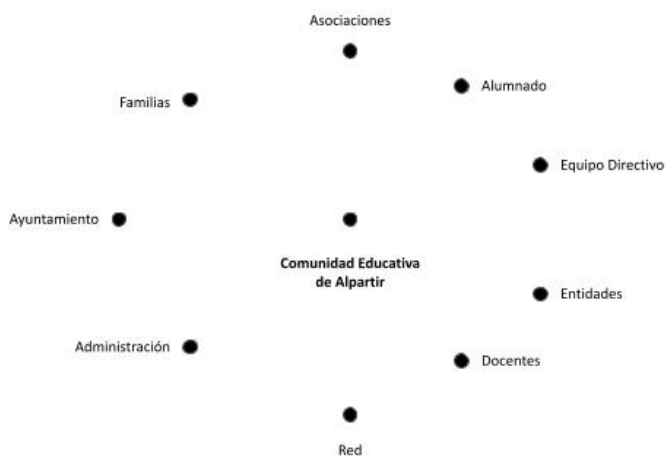 Asociaciones
Alumnado
Familias
Equipo Directivo
Ayuntamiento
Comunidad Educativa
de Alpartir
Entidades
Administración
Docentes
Red